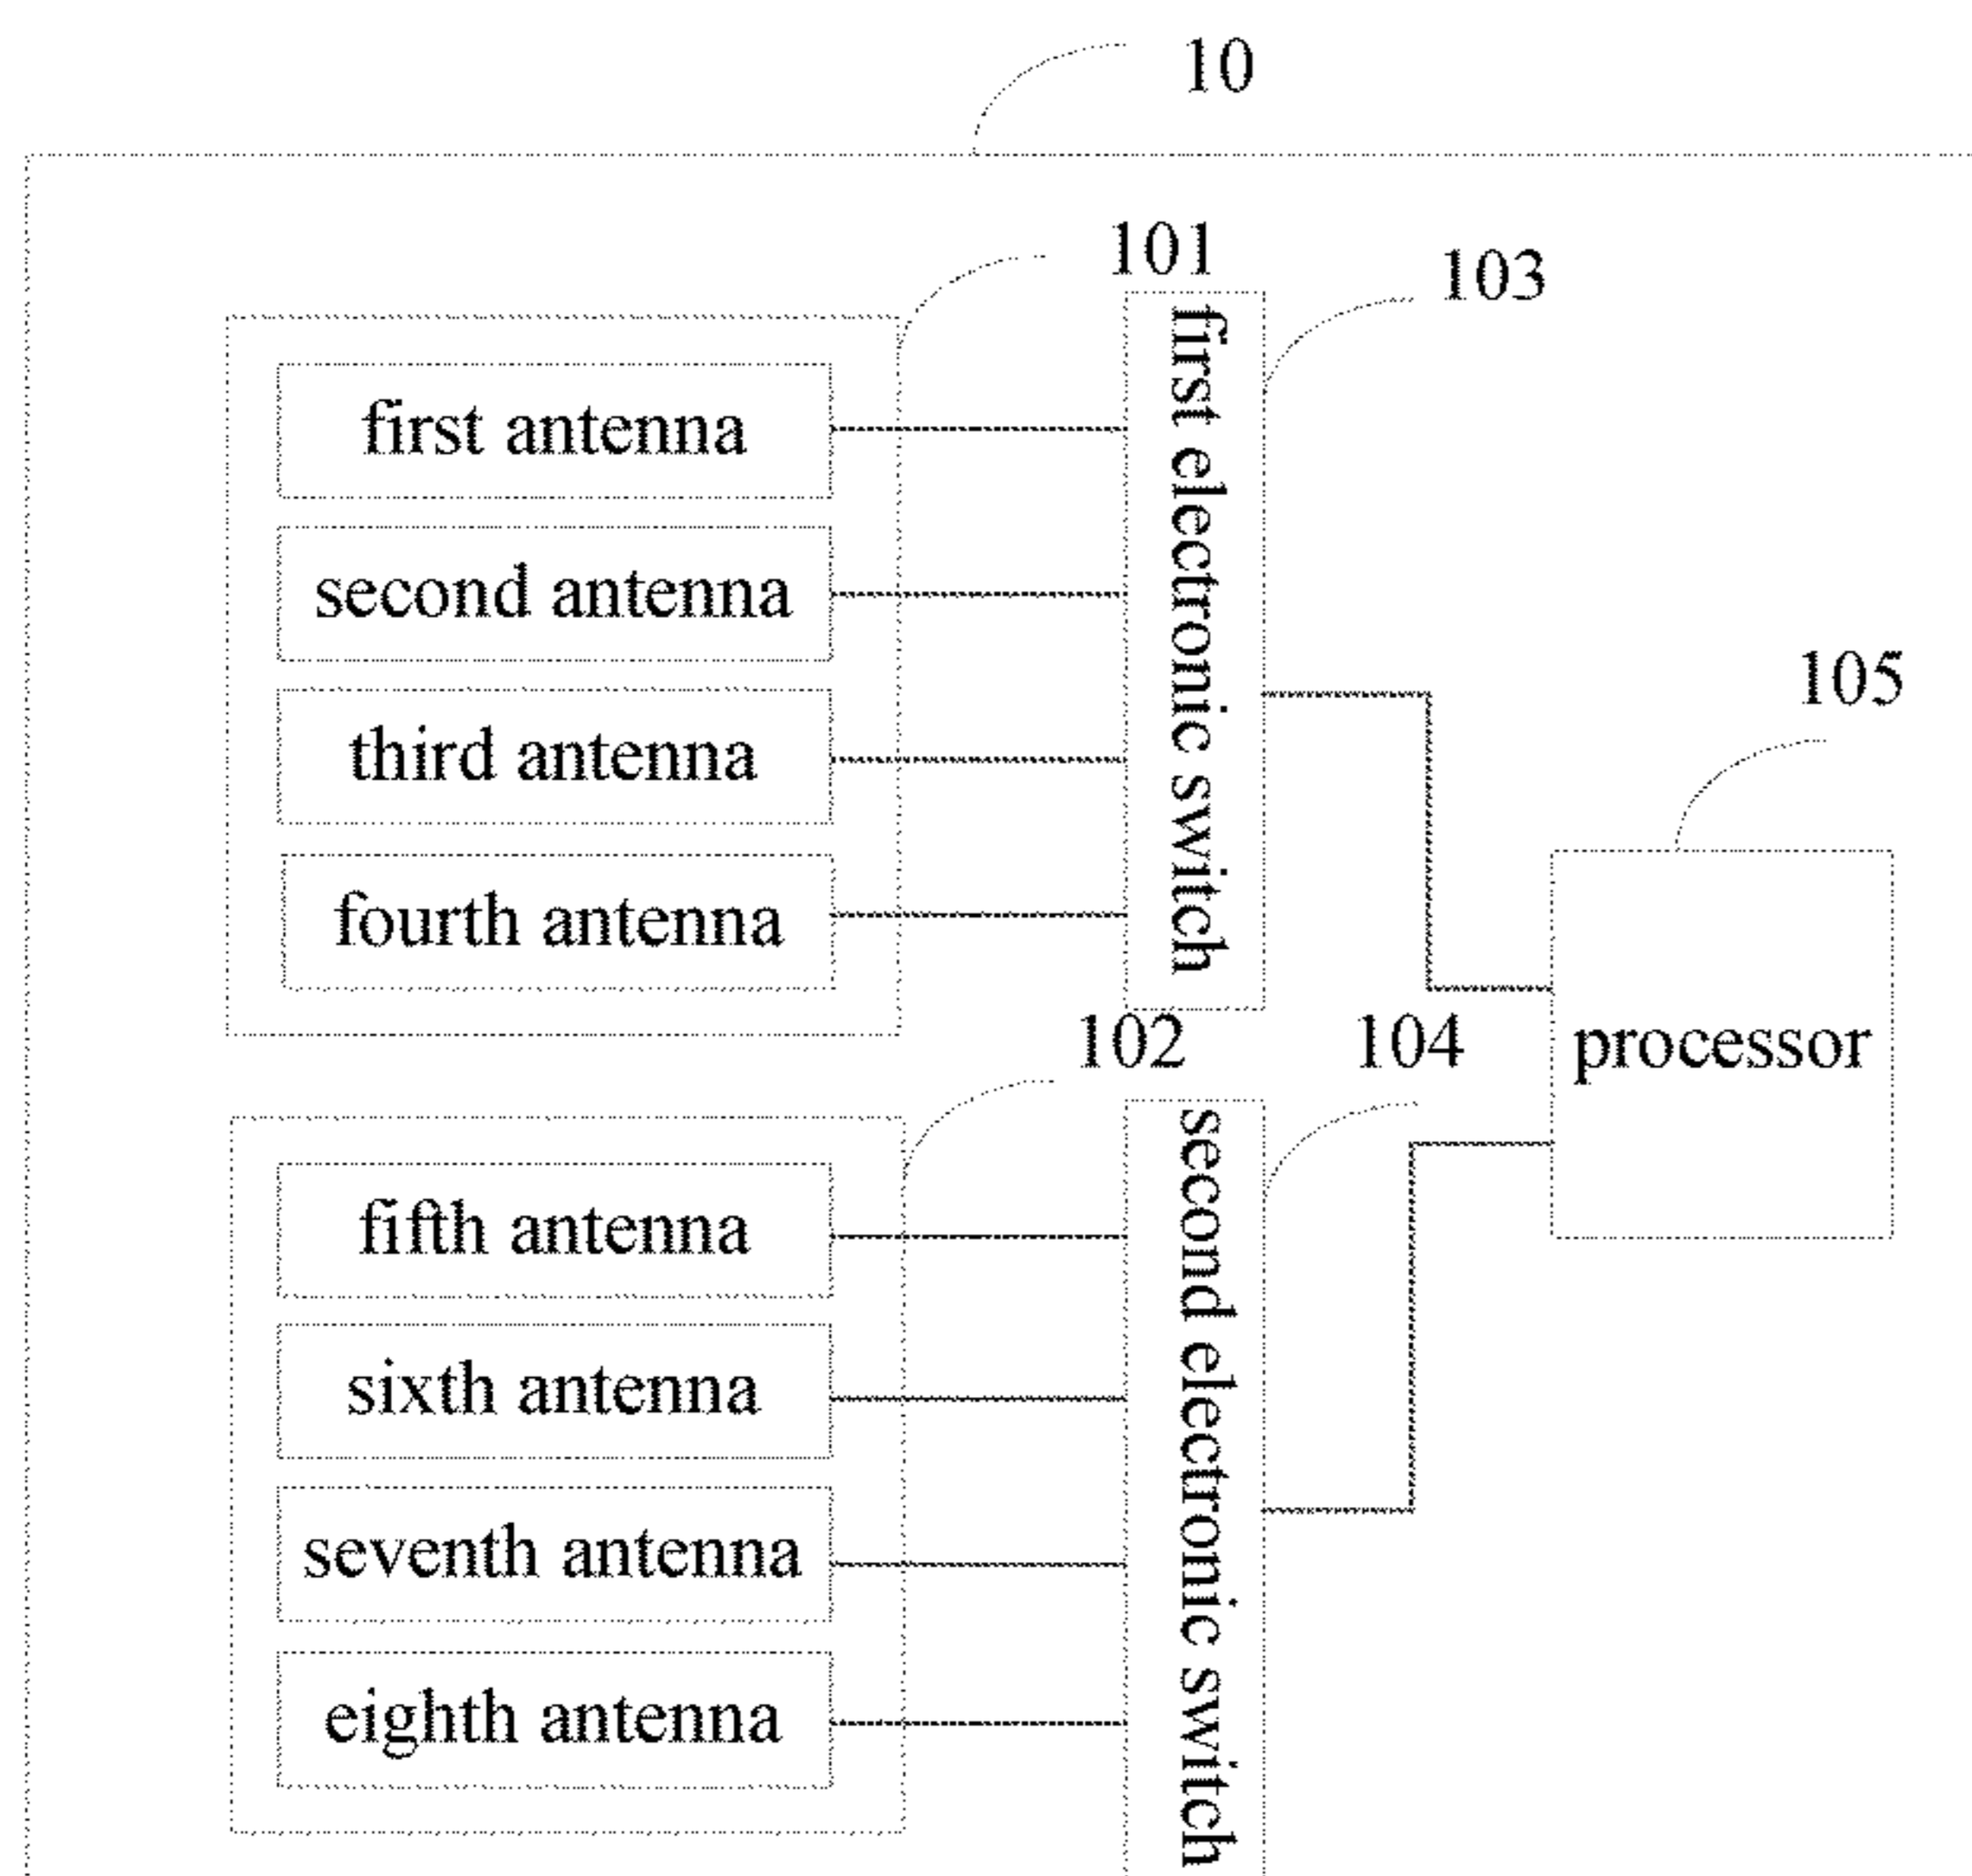 10
101
103
first antenna
second antenna
third antenna
fourth antenna
first electronic switch
105
processor
102
104
fifth antenna
sixth antenna
seventh antenna
eighth antenna
second electronic switch